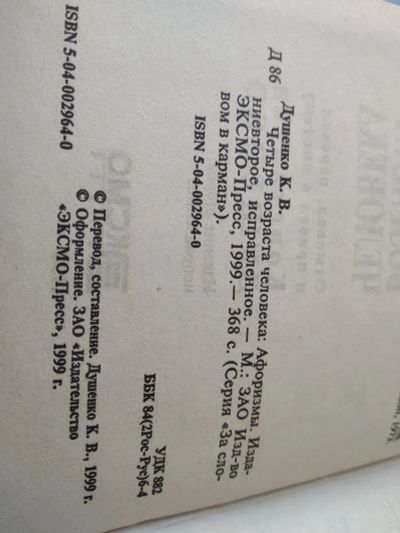 Душенко К. В.
Д 86 Четыре возраста человека: Афоризмы. Изда-
ниевторое, исправленное. — М.: ЗАО Изд-во
ЭКСМО-Пресс, 1999.— 368 с. (Серия «За сло-
вом в карман»).
ISBN 5-04-002964-0
УДК 882
ББК 84(2Рос-Рус)6-4
© Перевод, составление. Душенко К. В., 1999 г.
© Оформление. ЗАО «Издательство
«ЭКСМО-Пресс», 1999 г.
ISBN 5-04-002964-0